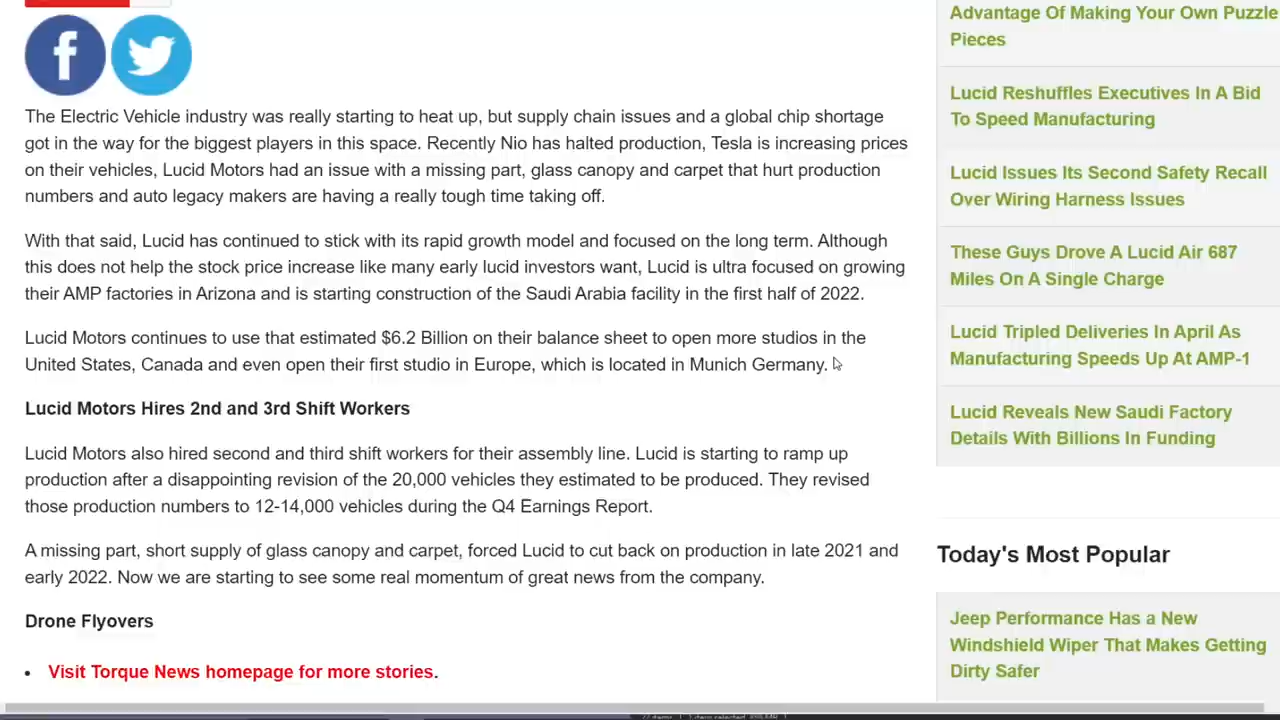 The Electric Vehicle industry was really starting to heat up, but supply chain issues and a global chip shortage
got in the way for the biggest players in this space. Recently Nio has halted production, Tesla is increasing prices
on their vehicles, Lucid Motors had an issue with a missing part, glass canopy and carpet that hurt production
numbers and auto legacy makers are having a really tough time taking off.
With that said, Lucid has continued to stick with its rapid growth model and focused on the long term. Although
this does not help the stock price increase like many early lucid investors want, Lucid is ultra focused on growing
their AMP factories in Arizona and is starting construction of the Saudi Arabia facility in the first half of 2022.
Lucid Motors continues to use that estimated $6.2 Billion on their balance sheet to open more studios in the
United States, Canada and even open their first studio in Europe, which is located in Munich Germany.
Lucid Motors Hires 2nd and 3rd Shift Workers
Lucid Motors also hired second and third shift workers for their assembly line. Lucid is starting to ramp up
production after a disappointing revision of the 20,000 vehicles they estimated to be produced. They revised
those production numbers to 12-14,000 vehicles during the Q4 Earnings Report.
A missing part, short supply of glass canopy and carpet, forced Lucid to cut back on production in late 2021 and
early 2022. Now we are starting to see some real momentum of great news from the company.
Drone Flyovers
• Visit Torque News homepage for more stories.
Advantage Of Making Your Own Puzzle
Pieces
Lucid Reshuffles Executives In A Bid
To Speed Manufacturing
Lucid Issues Its Second Safety Recall
Over Wiring Harness Issues
These Guys Drove A Lucid Air 687
Miles On A Single Charge
Lucid Tripled Deliveries In April As
Manufacturing Speeds Up At AMP-1
Lucid Reveals New Saudi Factory
Details With Billions In Funding
Today's Most Popular
Jeep Performance Has a New
Windshield Wiper That Makes Getting
Dirty Safer